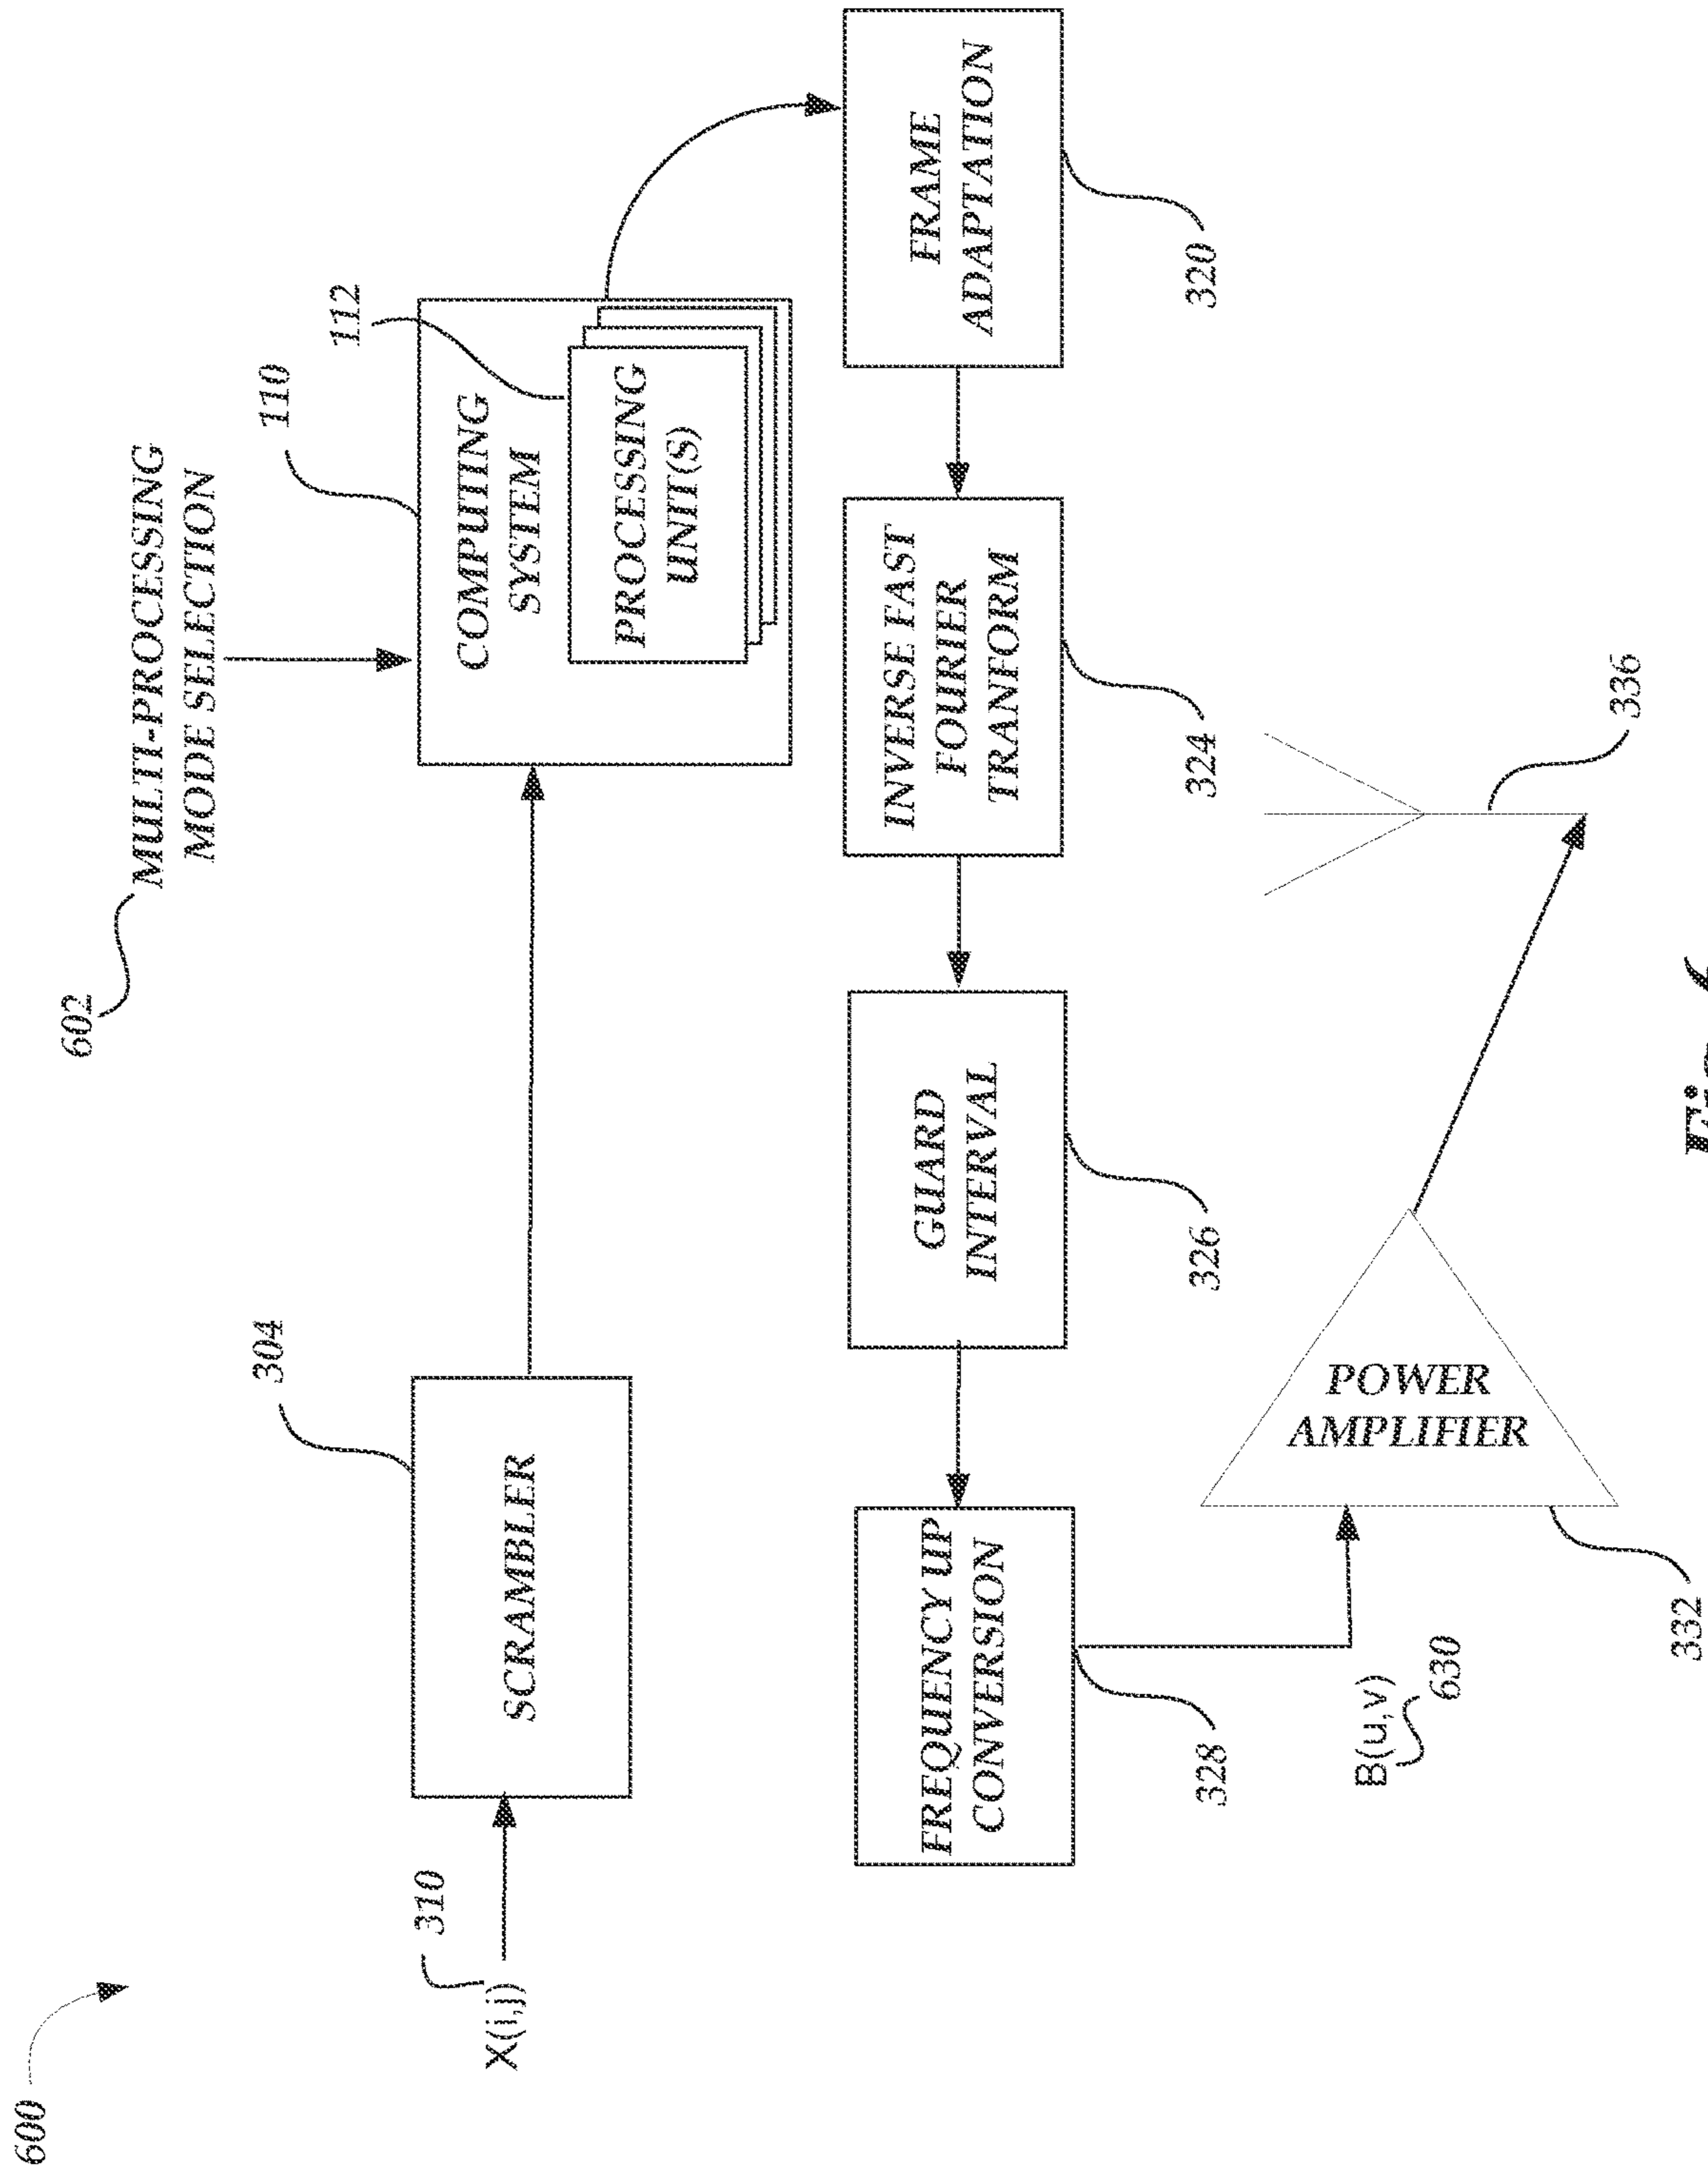 600
602
MULTI-PROCESSING
MODE SELECTION
110
112
COMPUTING
SYSTEM
PROCESSING
UNIT(S)
304
SCRAMBLER
310
X(i,j)
FREQUENCY UP
CONVERSION
328
GUARD
INTERVAL
326
INVERSE FAST
FOURIER
TRANFORM
324
FRAME
ADAPTATION
320
B(u,v)
630
POWER
AMPLIFIER
332
336